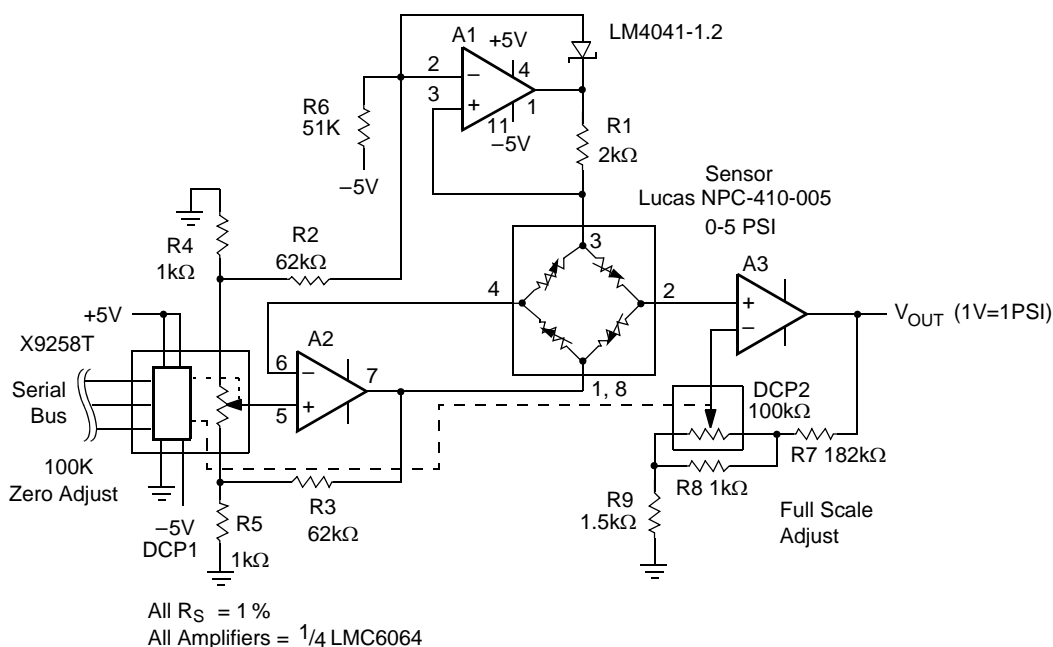 A1
+5V
LM4041-1.2
2
–
4
3
+
1
11
–5V
R6
51K
–5V
R1
2kΩ
Sensor
Lucas NPC-410-005
0-5 PSI
R4
1kΩ
R2
62kΩ
3
4
2
A3
+
–
VOUT (1V=1PSI)
+5V
X9258T
Serial
Bus
A2
6
–
7
5
+
1, 8
DCP2
100kΩ
R7 182kΩ
R8 1kΩ
100K
Zero Adjust
R3
62kΩ
R9
1.5kΩ
Full Scale
Adjust
–5V
DCP1
R5
1kΩ
All RS = 1 %
All Amplifiers = 1/4 LMC6064